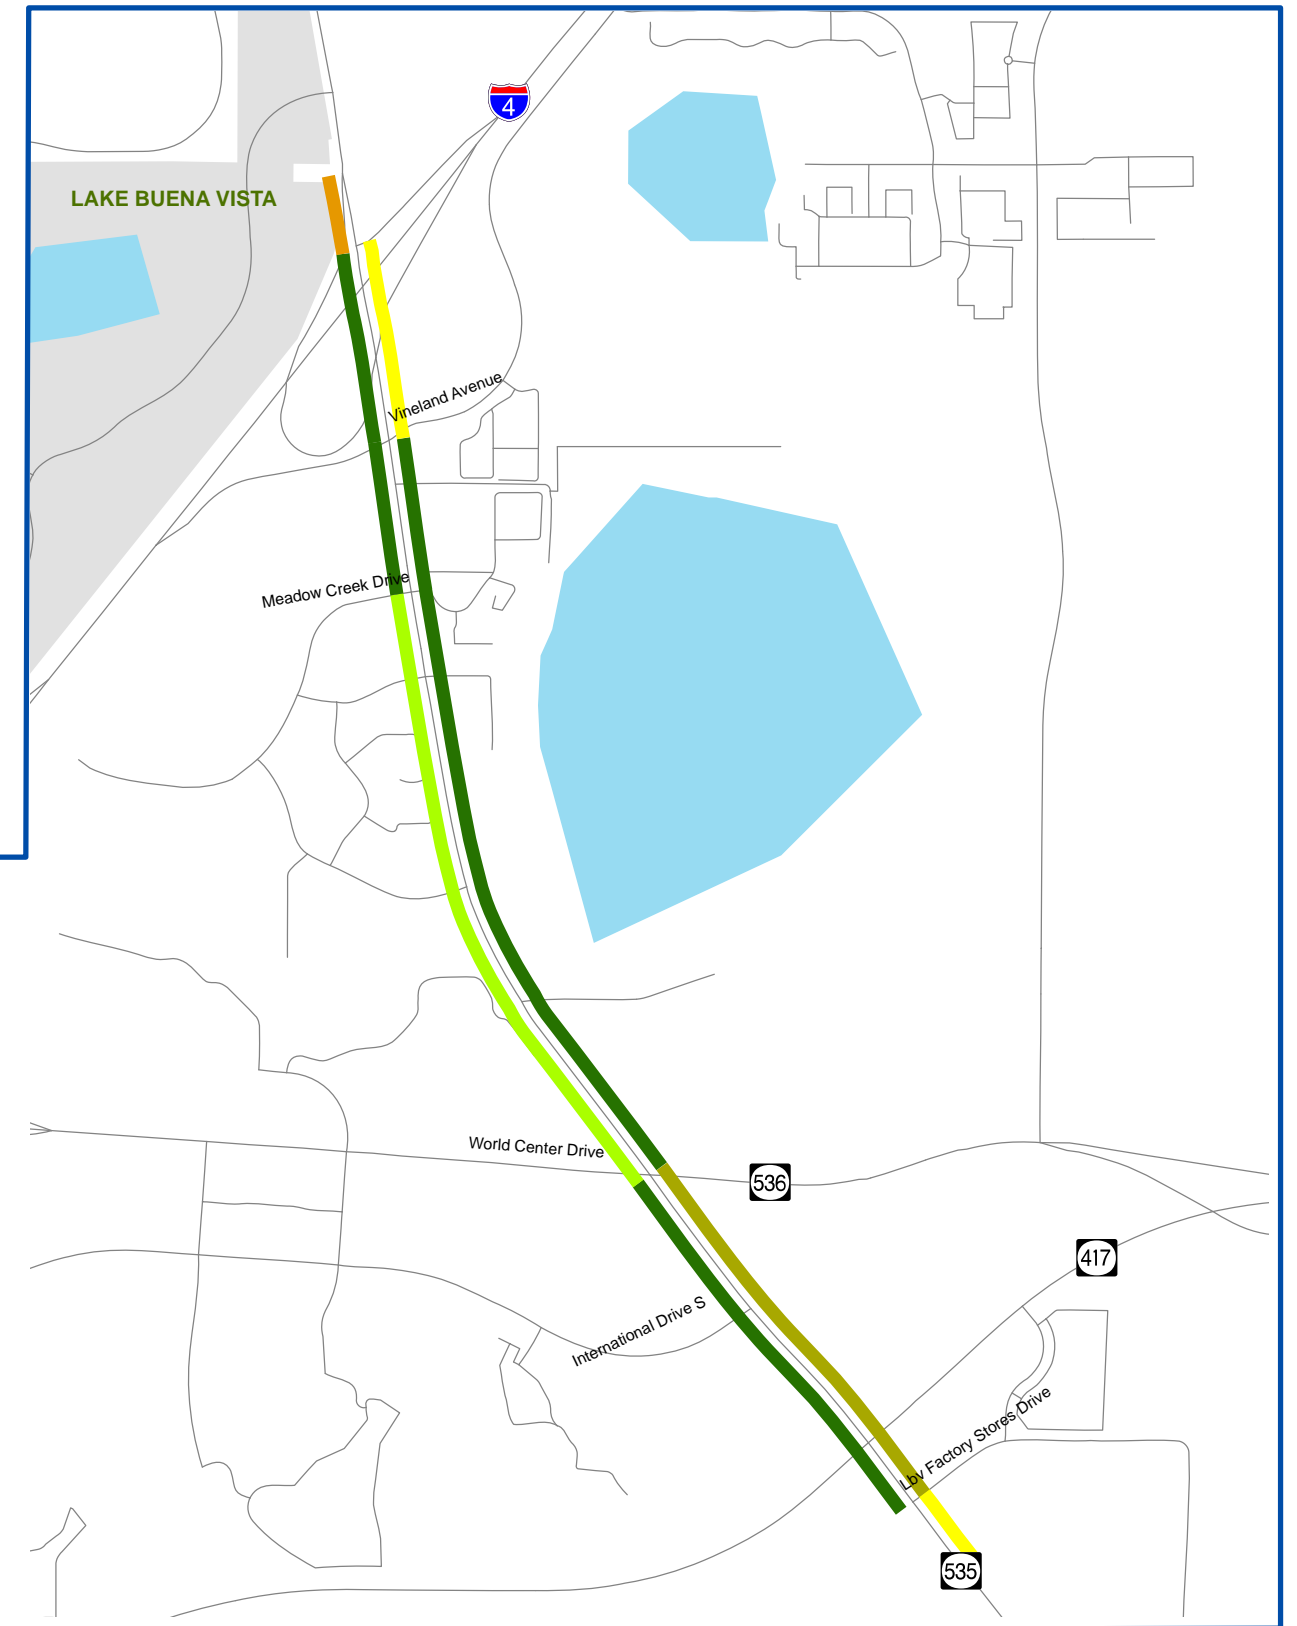 4
LAKE BUENA VISTA
Vineland Avenue
Meadow Creek Drive
World Center Drive
536
417
International Drive S
Lbv Factory Stores Drive
535